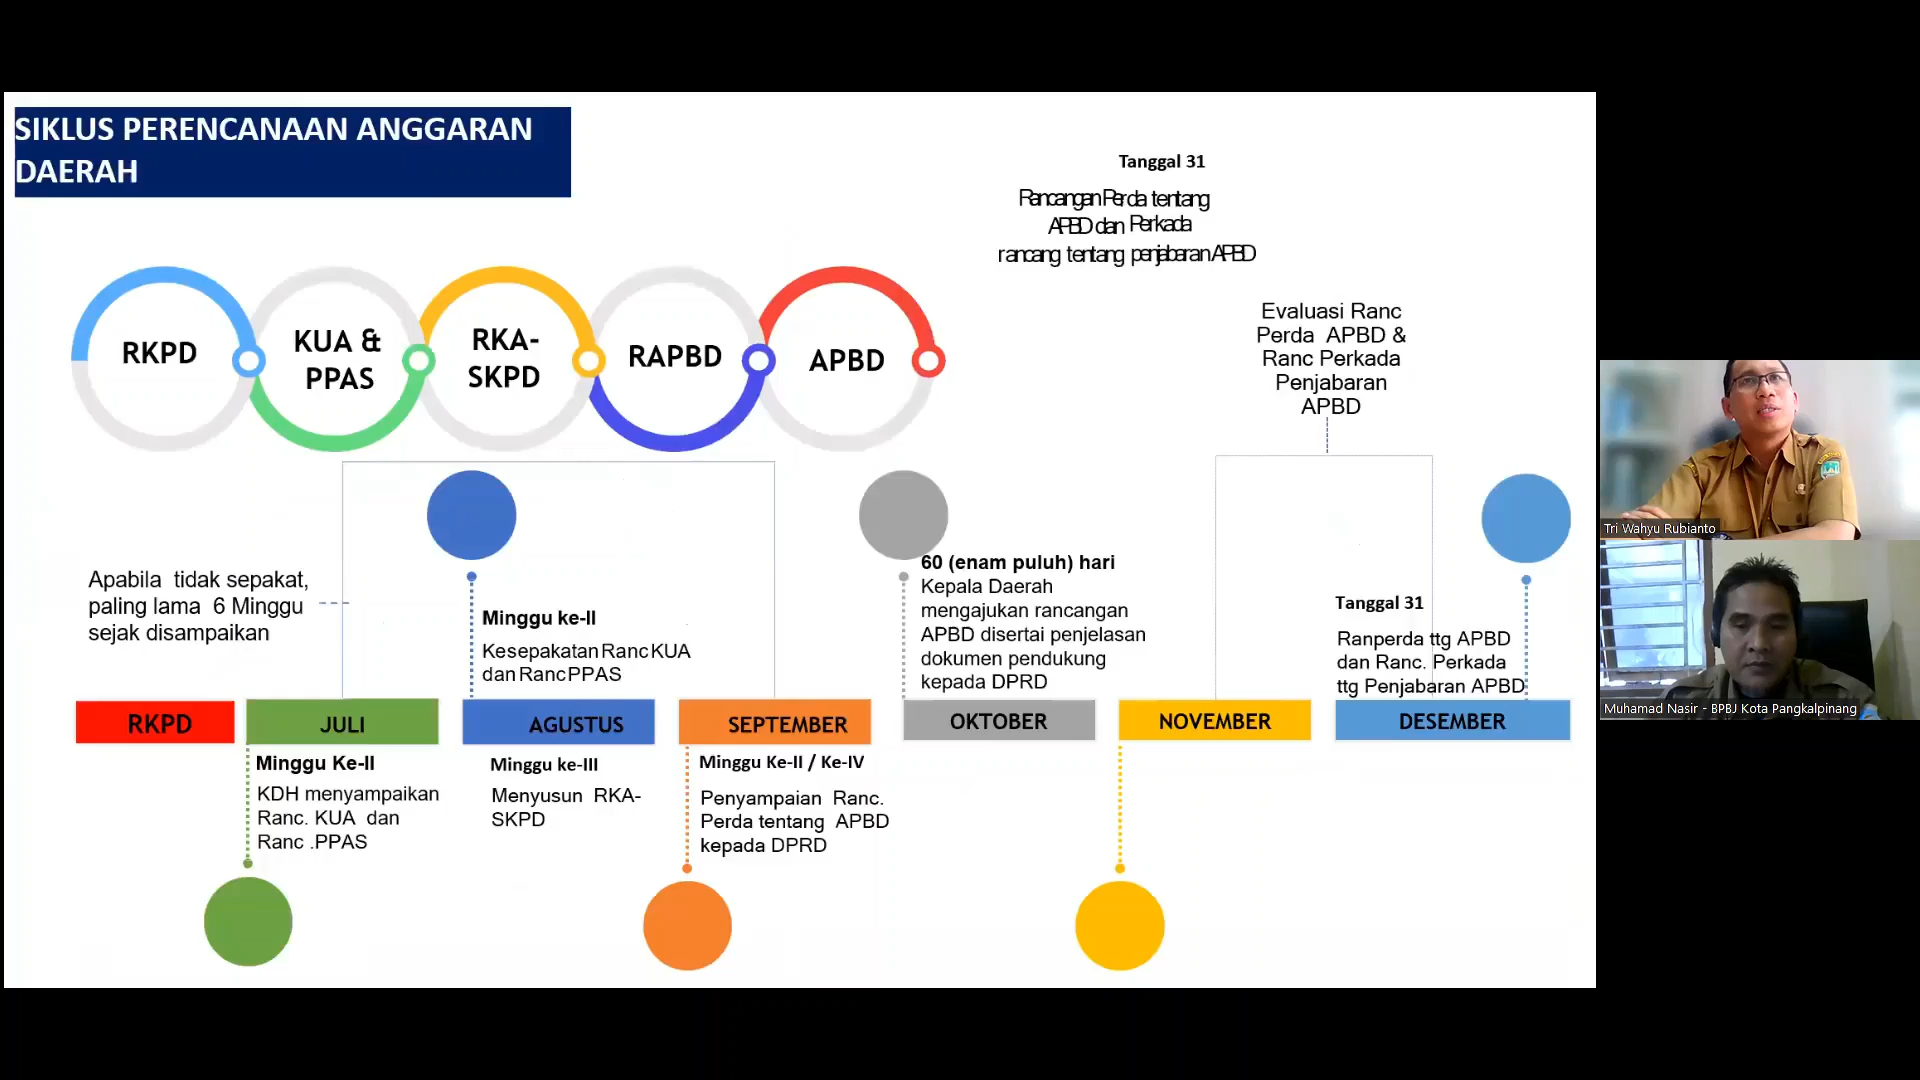 SIKLUS PERENCANAAN ANGGARAN
DAERAH
Tanggal 31
Rancangan Perda tentang
APBD dan Perkada
rancang tentang penjabaran APBD
RKPD
KUA &
PPAS
RKA-
SKPD
RAPBD
APBD
Evaluasi Ranc
Perda APBD &
Ranc Perkada
Penjabaran
APBD
Apabila tidak sepakat,
paling lama 6 Minggu
sejak disampaikan
Minggu ke-II
Kesepakatan Ranc KUA
dan Ranc PPAS
60 (enam puluh) hari
Kepala Daerah
mengajukan rancangan
APBD disertai penjelasan
dokumen pendukung
kepada DPRD
Tanggal 31
Ranperda ttg APBD
dan Ranc. Perkada
ttg Penjabaran APBD
RKPD
JULI
AGUSTUS
SEPTEMBER
OKTOBER
NOVEMBER
DESEMBER
Minggu Ke-II
KDH menyampaikan
Ranc. KUA dan
Ranc .PPAS
Minggu ke-III
Menyusun RKA-
SKPD
Minggu Ke-II / Ke-IV
Penyampaian Ranc.
Perda tentang APBD
kepada DPRD
Tri Wahyu Rubianto
Muhamad Nasir - BPBJ Kota Pangkalpinang